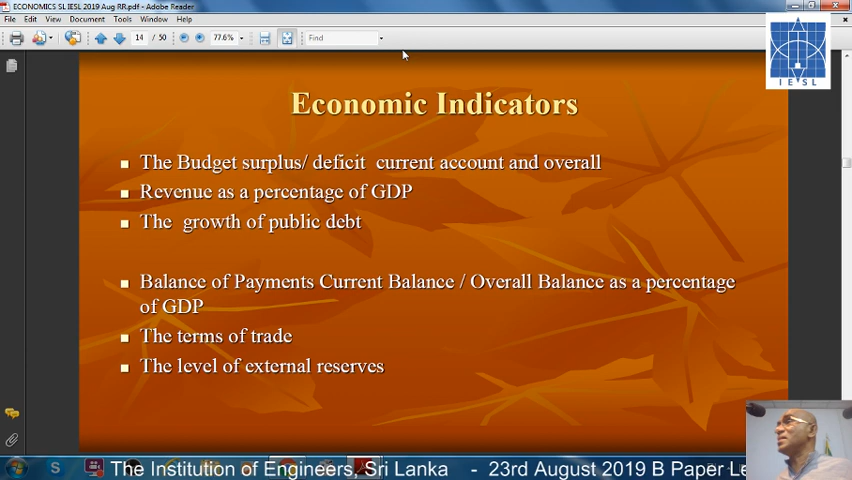 ECONOMICS SL IESL 2019 Aug RR.pdf - Adobe Reader
File Edit View Document Tools Window Help
14 / 50 77.6% Find
IESL
Economic Indicators
The Budget surplus/ deficit current account and overall
Revenue as a percentage of GDP
The growth of public debt
Balance of Payments Current Balance / Overall Balance as a percentage
of GDP
The terms of trade
The level of external reserves
The Institution of Engineers, Sri Lanka - 23rd August 2019 B Paper Le